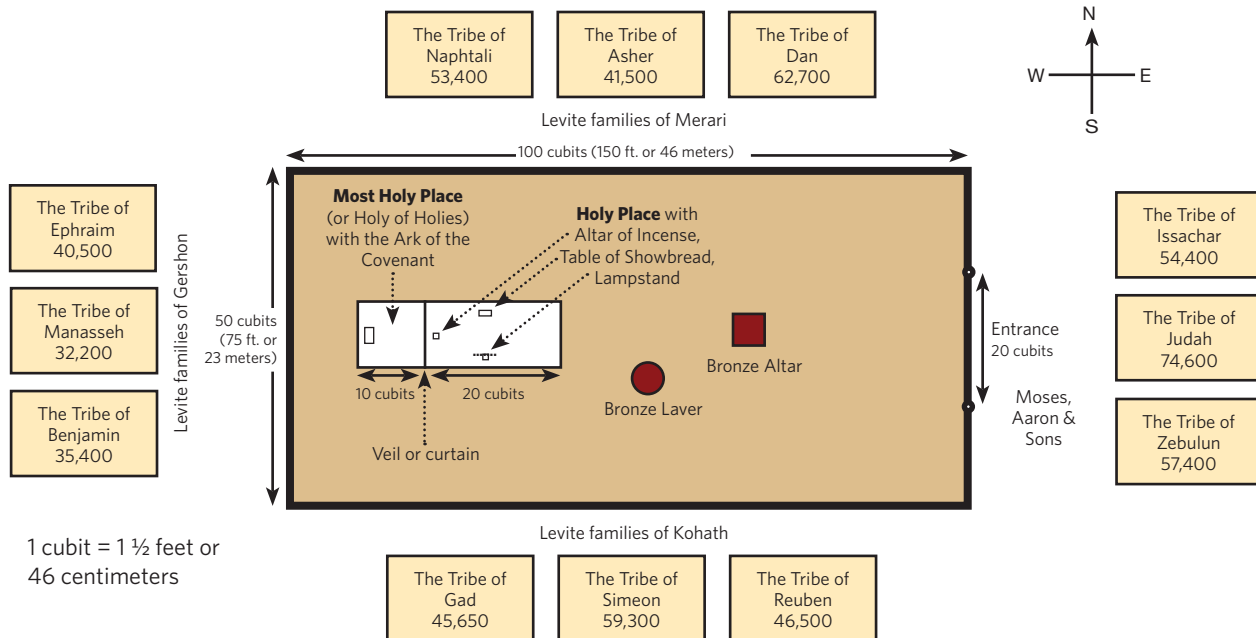 The Tribe of
Naphtali
53,400
The Tribe of
Asher
41,500
The Tribe of
Dan
62,700
N
W
E
S
Levite families of Merari
100 cubits (150 ft. or 46 meters)
The Tribe of
Ephraim
40,500
The Tribe of
Manasseh
32,200
The Tribe of
Benjamin
35,400
Levite families of Gershon
50 cubits
(75 ft. or
23 meters)
Most Holy Place
(or Holy of Holies)
with the Ark of the
Covenant
Holy Place with
Altar of Incense,
Table of Showbread,
Lampstand
10 cubits
20 cubits
Veil or curtain
Bronze Laver
Bronze Altar
Entrance
20 cubits
Moses,
Aaron &
Sons
The Tribe of
Issachar
54,400
The Tribe of
Judah
74,600
The Tribe of
Zebulun
57,400
1 cubit = 1 ½ feet or
46 centimeters
Levite families of Kohath
The Tribe of
Gad
45,650
The Tribe of
Simeon
59,300
The Tribe of
Reuben
46,500